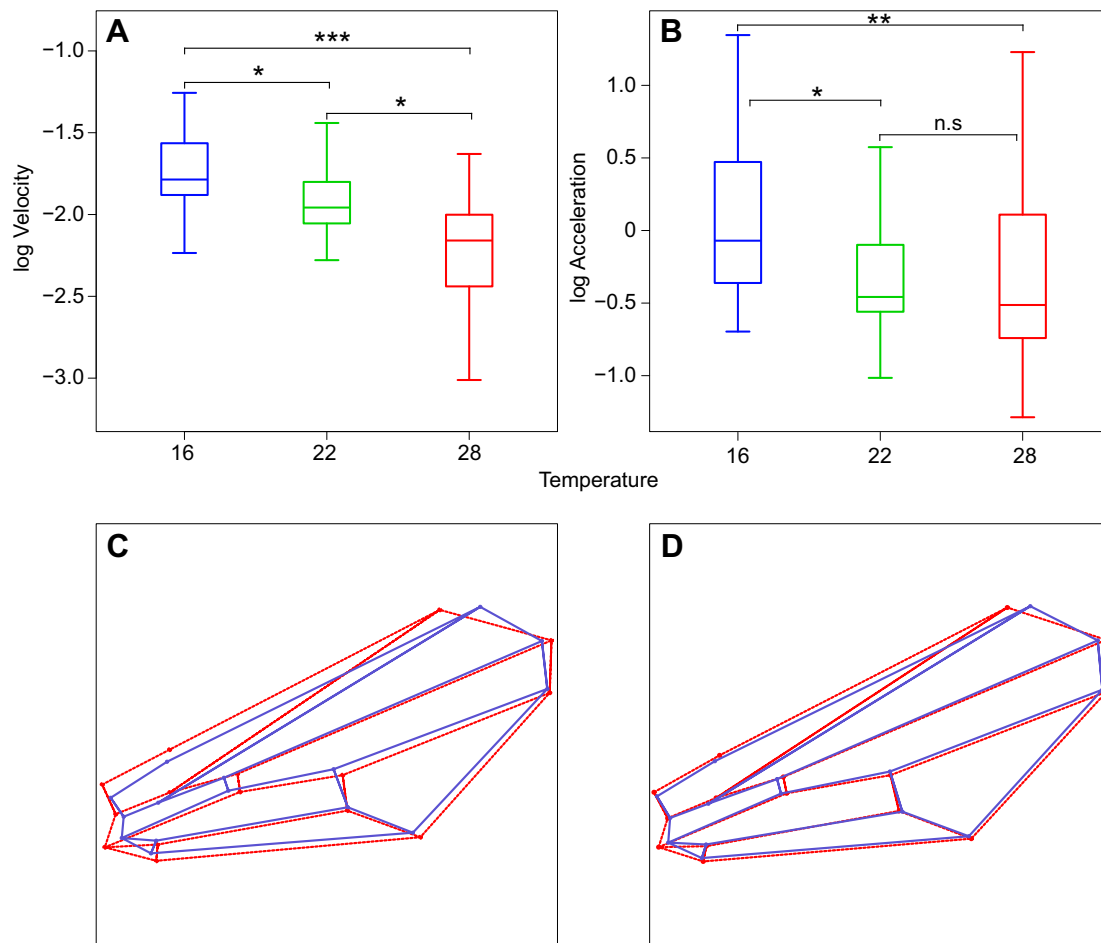 A
B
***
*
*
**
*
n.s
log Velocity
−1.0
−1.5
−2.0
−2.5
−3.0
16
22
28
log Acceleration
1.0
0.5
0
−0.5
−1.0
16
22
28
Temperature
C
D